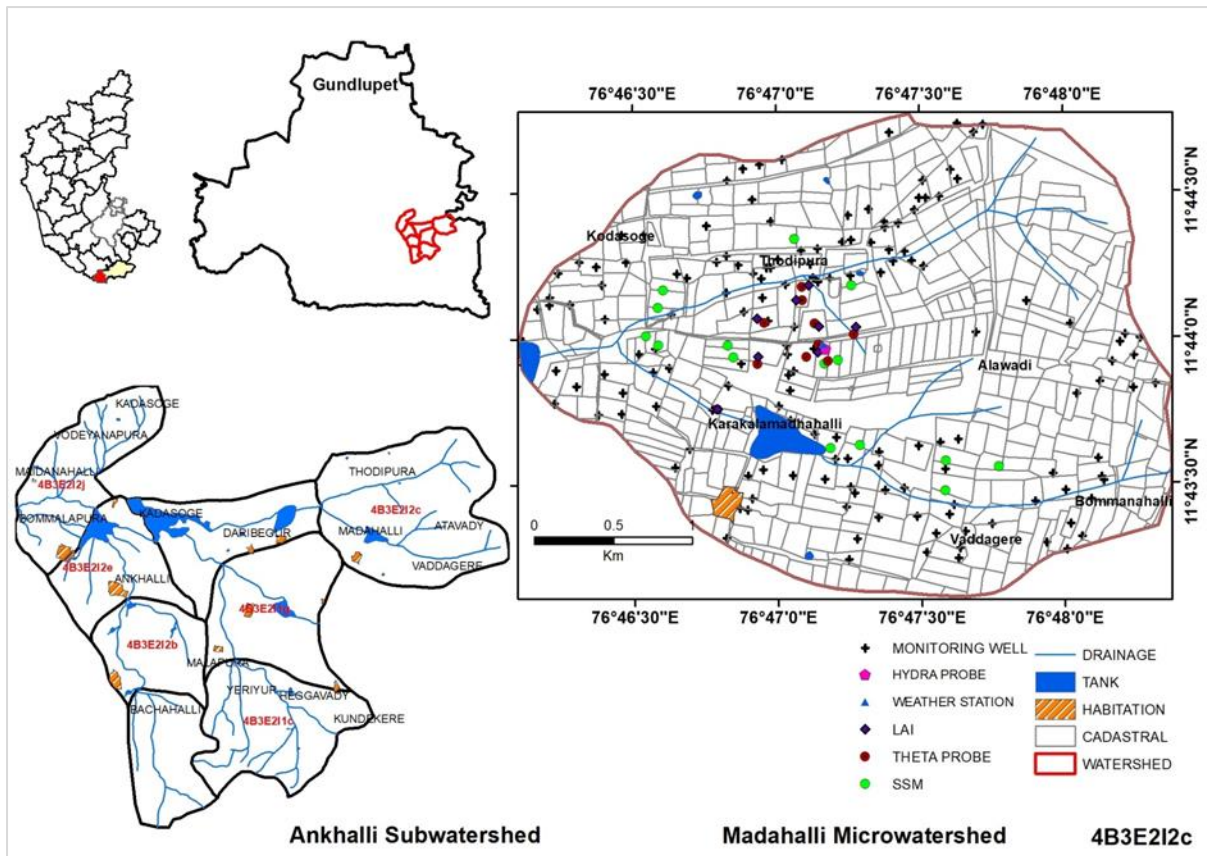 Gundlupet
76°46'30"E 76°47'0"E 76°47'30"E 76°48'0"E
11°44'30"N
11°44'0"N
11°43'30"N
Kodasoge
Thodipura
Alawadi
Karakalamadhahalli
Bommanahalli
Vaddagere
0 0.5 1
Km
76°46'30"E 76°47'0"E 76°47'30"E 76°48'0"E
KADASOGE
VODEYANAPURA
MAIDANAHALLI
4B3E2I2j
BOMMALAPURA
KADASOGE
DARIBEGUR
THODIPURA
4B3E2I2c
MADAHALLI
ATAVADY
VADDAGERE
4B3E2I2e
ANKHALLI
4B3E2I2b
MALAPURA
YERIYUR
HEGGAVADY
BACHAHALLI
4B3E2I1c
KUNDEKERE
MONITORING WELL
HYDRA PROBE
WEATHER STATION
LAI
THETA PROBE
SSM
DRAINAGE
TANK
HABITATION
CADASTRAL
WATERSHED
Ankhalli Subwatershed
Madahalli Microwatershed
4B3E2I2c